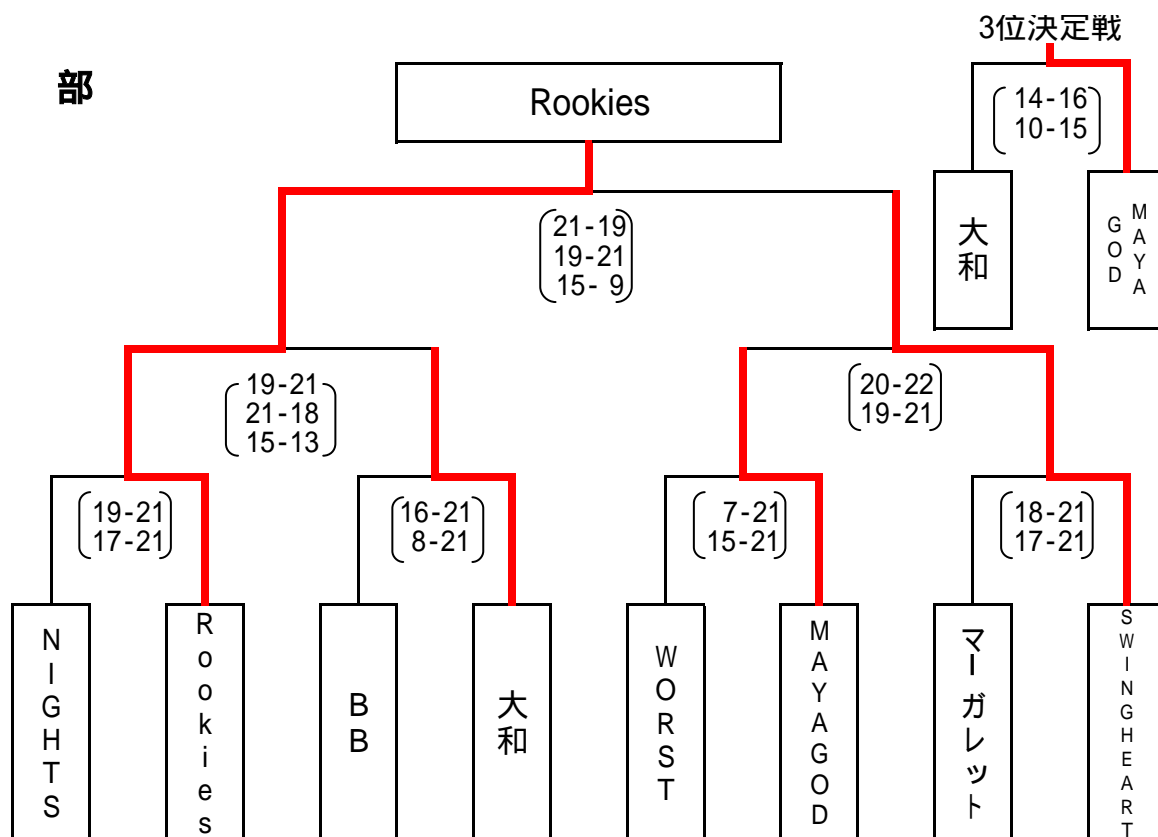 3位決定戦
部
Rookies
14-16
10-15
大和
MAYA
GOD
21-19
19-21
15- 9
19-21
21-18
15-13
20-22
19-21
19-21
17-21
16-21
8-21
7-21
15-21
18-21
17-21
NIGHTS
Rookies
BB
大和
WORST
MAYAGOD
マーガレット
SWINGHEART